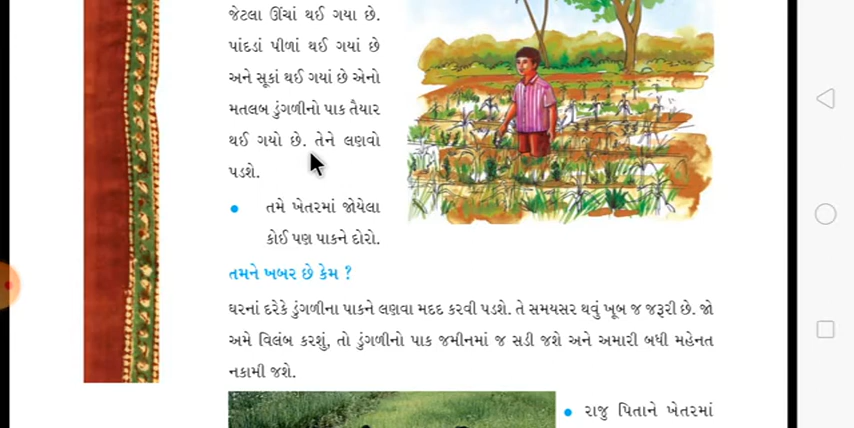 જેટલા ઊંચાં થઈ ગયા છે.
પાંદડાં પીળાં થઈ ગયાં છે
અને સૂકાં થઈ ગયાં છે એનો
મતલબ ડુંગળીનો પાક તૈયાર
થઈ ગયો છે. તેને લણવો
પડશે.
• તમે ખેતરમાં જોયેલા
કોઈ પણ પાકને દોરો.
તમને ખબર છે કેમ ?
ઘરનાં દરેકે ડુંગળીના પાકને લણવા મદદ કરવી પડશે. તે સમયસર થવું ખૂબ જ જરૂરી છે. જો
અમે વિલંબ કરશું, તો ડુંગળીનો પાક જમીનમાં જ સડી જશે અને અમારી બધી મહેનત
નકામી જશે.
• રાજુ પિતાને ખેતરમાં